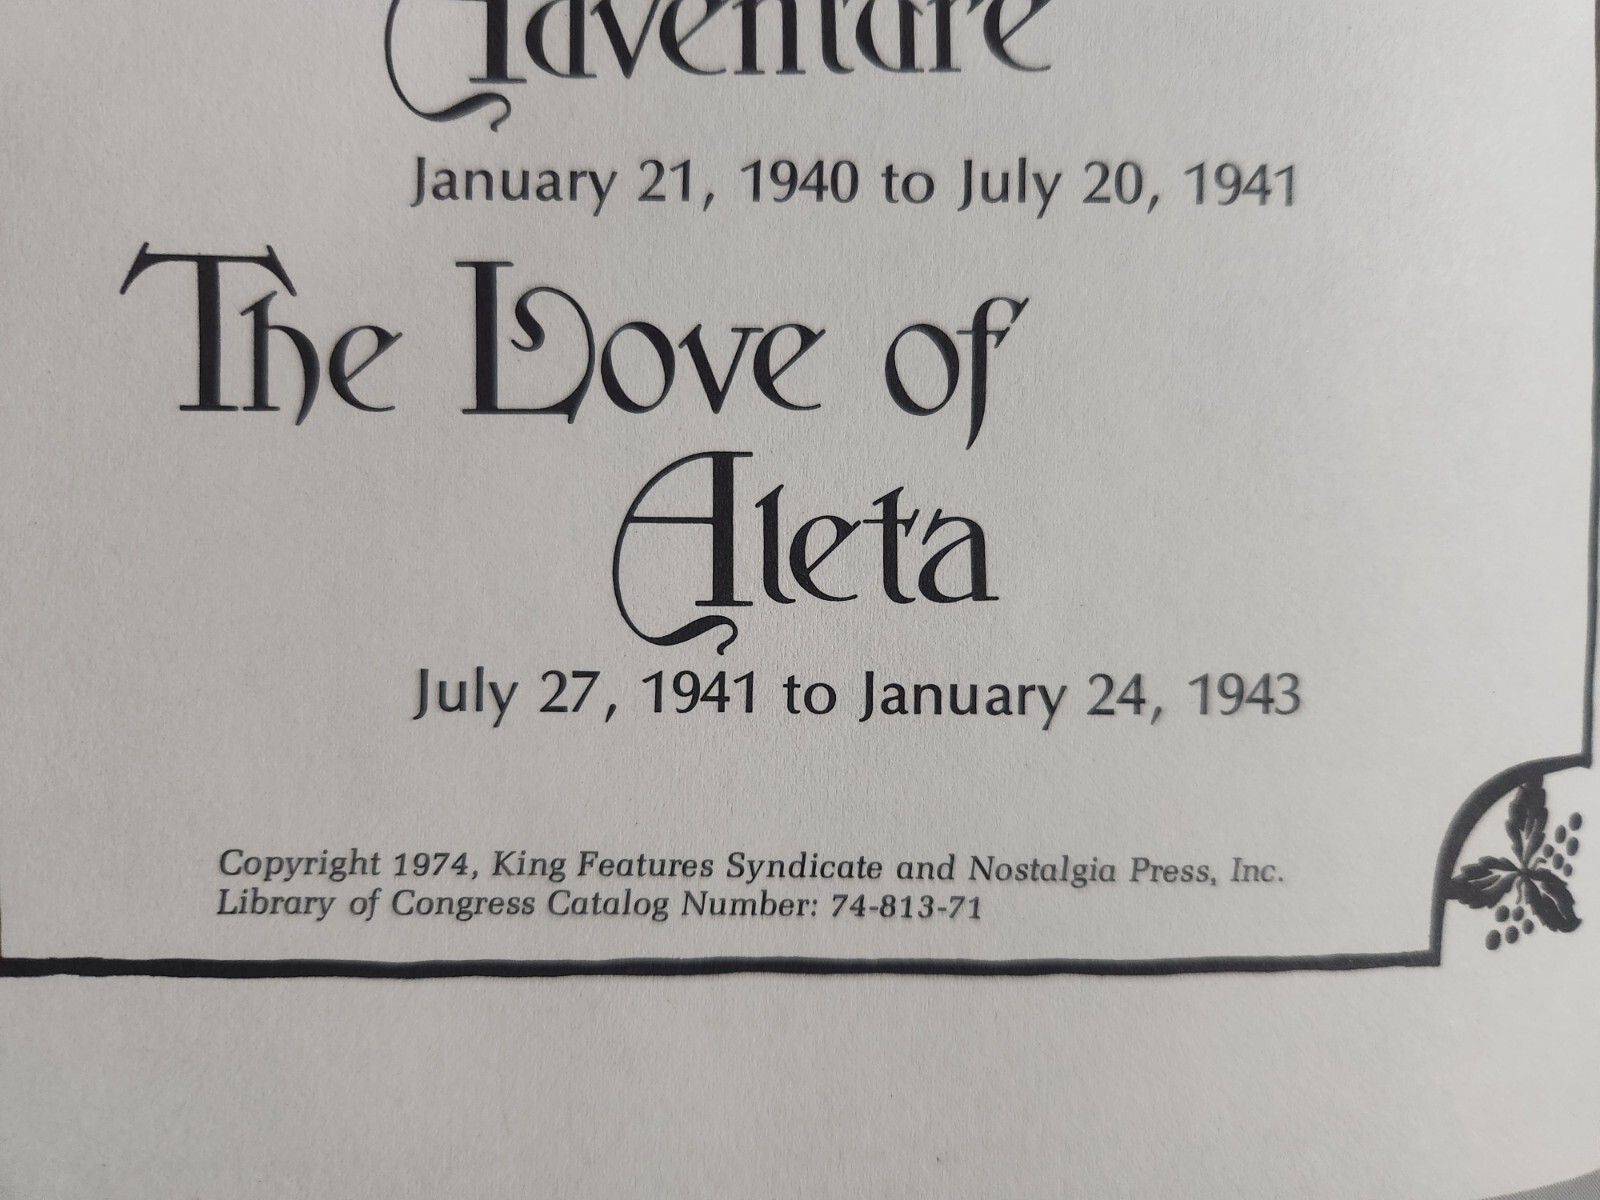 Adventure
January 21, 1940 to July 20, 1941
The Love of
Aleta
July 27, 1941 to January 24, 1943
Copyright 1974, King Features Syndicate and Nostalgia Press, Inc.
Library of Congress Catalog Number: 74-813-71